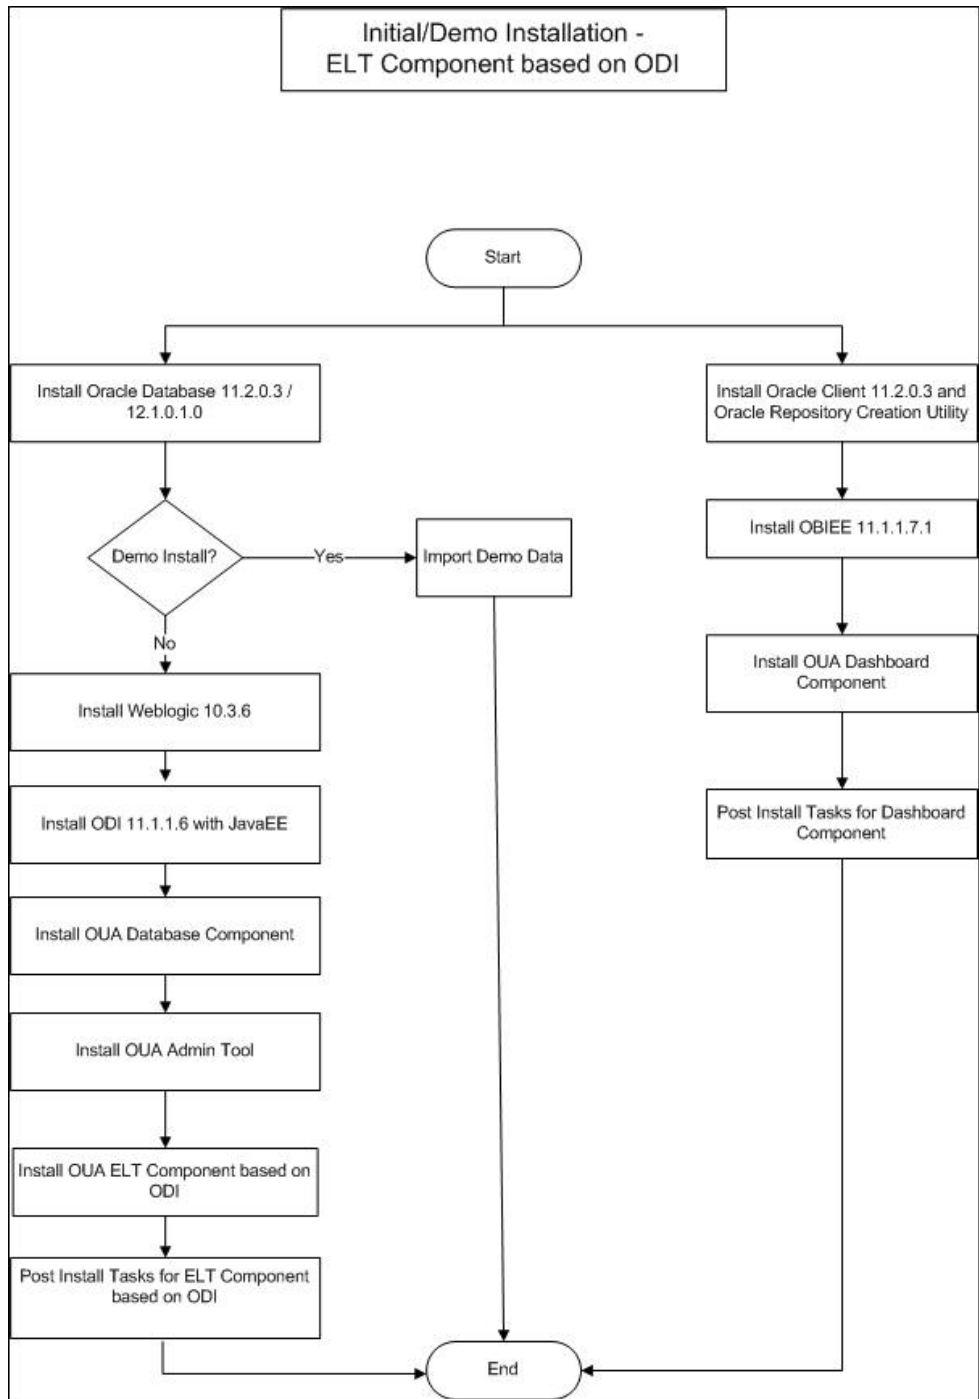 Initial/Demo Installation -
ELT Component based on ODI
Start
Install Oracle Database 11.2.0.3 /
12.1.0.1.0
Install Oracle Client 11.2.0.3 and
Oracle Repository Creation Utility
Demo Install?
Yes
Import Demo Data
Install OBIEE 11.1.1.7.1
No
Install OUA Dashboard
Component
Install Weblogic 10.3.6
Install ODI 11.1.1.6 with JavaEE
Post Install Tasks for Dashboard
Component
Install OUA Database Component
Install OUA Admin Tool
Install OUA ELT Component based on
ODI
Post Install Tasks for ELT Component
based on ODI
End